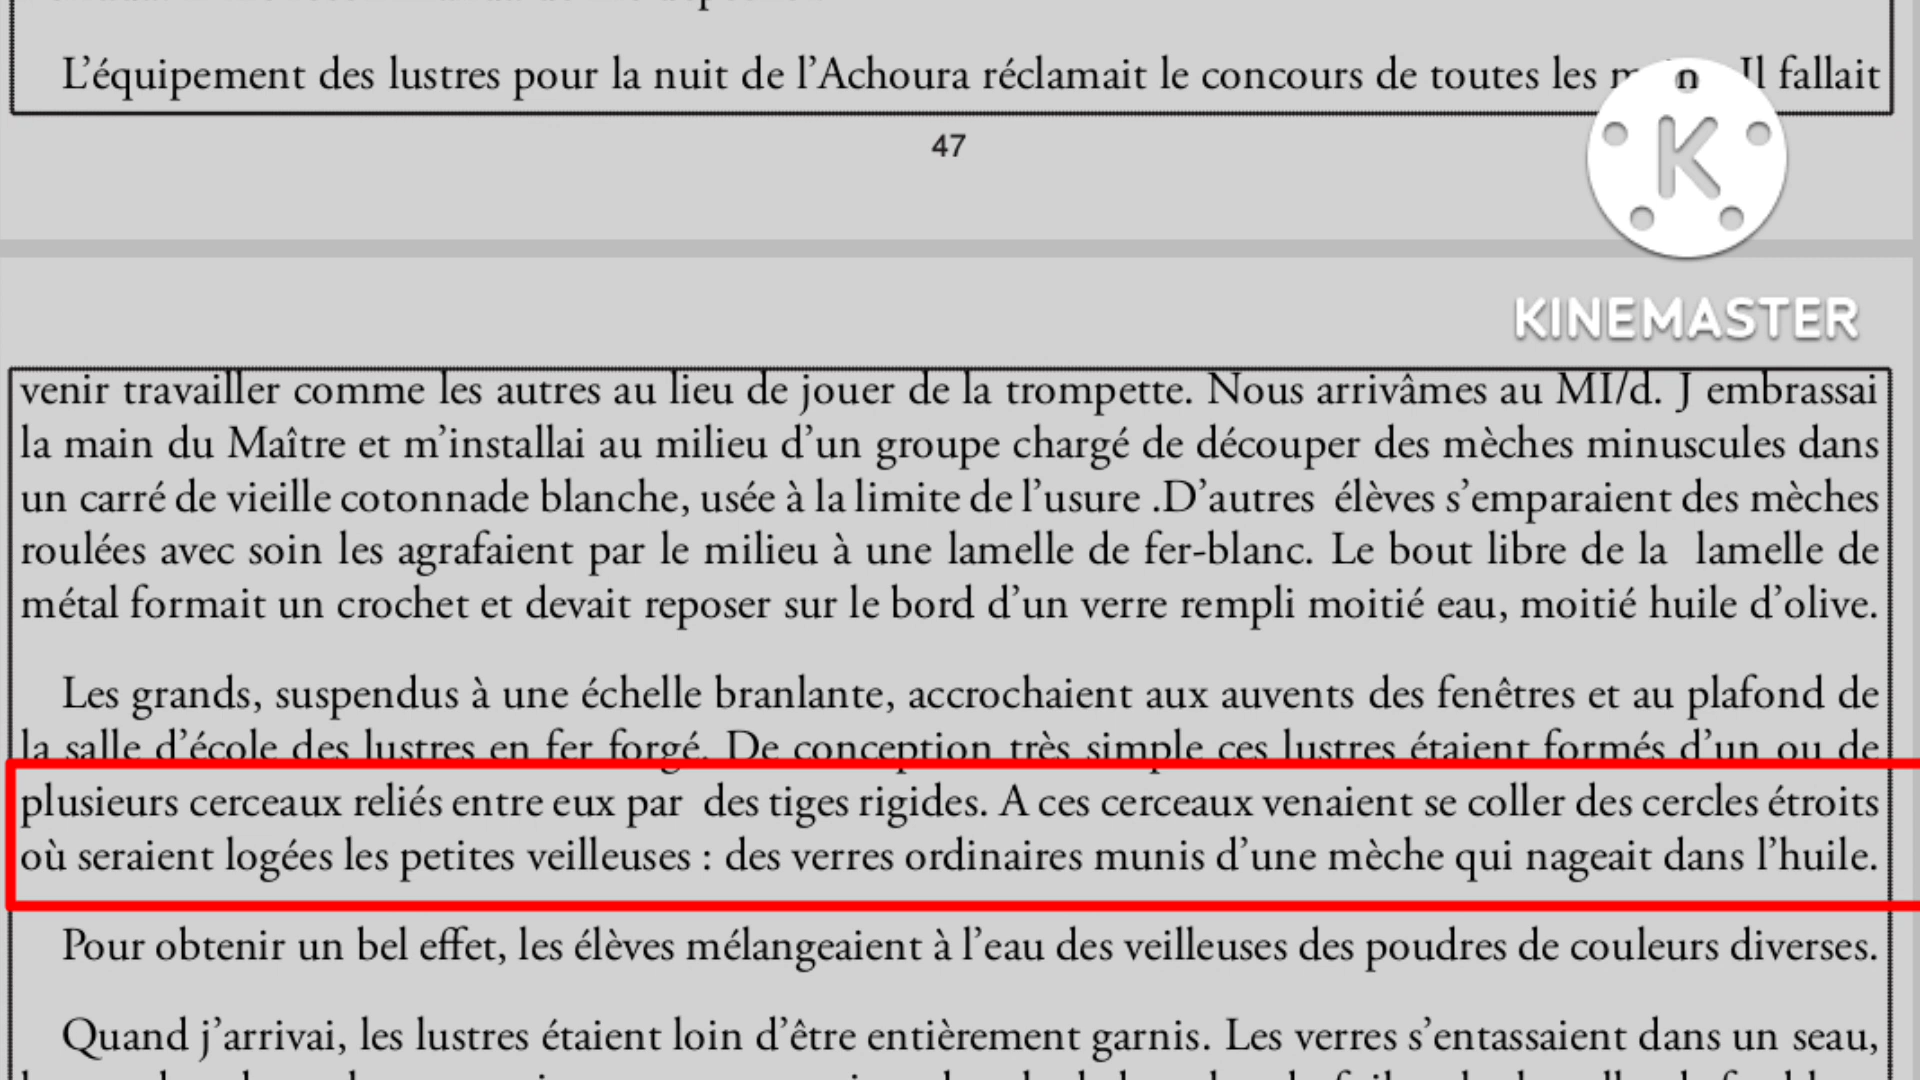 L’équipement des lustres pour la nuit de l’Achoura réclamait le concours de toutes les Il fallait
47
KINEMASTER
venir travailler comme les autres au lieu de jouer de la trompette. Nous arrivâmes au MI/d. J embrassai
la main du Maître et m’installai au milieu d’un groupe chargé de découper des mèches minuscules dans
un carré de vieille cotonnade blanche, usée à la limite de l’usure .D’autres élèves s’emparaient des mèches
roulées avec soin les agrafaient par le milieu à une lamelle de fer-blanc. Le bout libre de la lamelle de
métal formait un crochet et devait reposer sur le bord d’un verre rempli moitié eau, moitié huile d’olive.
Les grands, suspendus à une échelle branlante, accrochaient aux auvents des fenêtres et au plafond de
la salle d’école des lustres en fer forgé. De conception très simple ces lustres étaient formés d’un ou de
plusieurs cerceaux reliés entre eux par des tiges rigides. A ces cerceaux venaient se coller des cercles étroits
où seraient logées les petites veilleuses : des verres ordinaires munis d’une mèche qui nageait dans l’huile.
Pour obtenir un bel effet, les élèves mélangeaient à l’eau des veilleuses des poudres de couleurs diverses.
Quand j’arrivai, les lustres étaient loin d’être entièrement garnis. Les verres s’entassaient dans un seau,